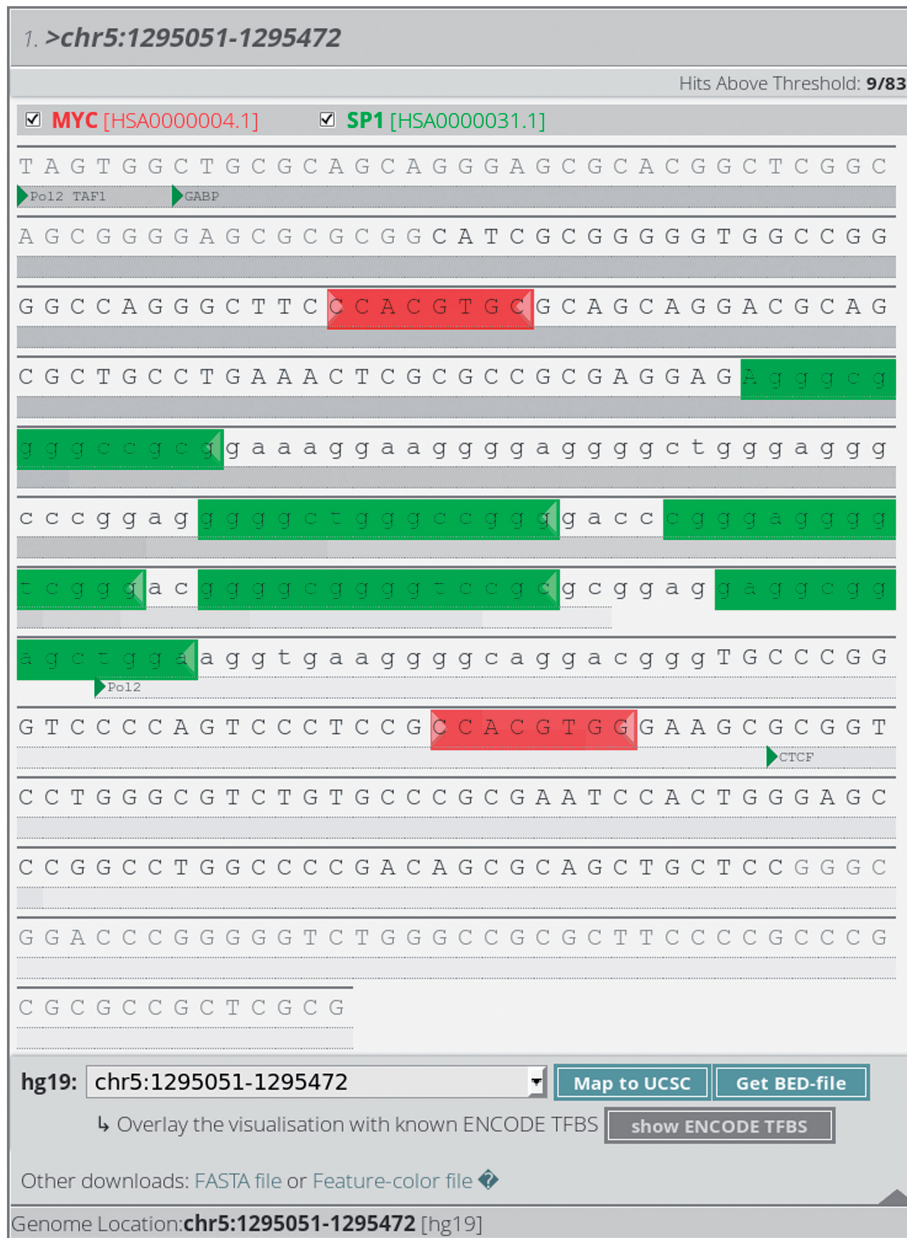 1. >chr5:1295051-1295472
Hits Above Threshold: 9/83
MYC [HSA0000004.1] SP1 [HSA0000031.1]
T A G T G G C T G C G C A G C A G G G A G C G C A C G G C T C G G C
Pol2 TAF1 GABP
A G C G G G G A G C G C G C G G C A T C G C G G G G G T G G C C G G
G G C C A G G G C T T C C C A C G T G C G C A G C A G G A C G C A G
C G C T G C C T G A A A C T C G C G C C G C G A G G A G A g g g c g
g g g c c g c g g a a a g g a a g g g g a g g g g c t g g g a g g g
c c c g g a g g g g g c t g g g c c g g g g a c c c g g g a g g g g
t c g g g a c g g g g c g g g g t c c g c g c g g a g g a g g c g g
a g c t g g a a g g t g a a g g g g c a g g a c g g g T G C C C G G
Pol2
G T C C C C A G T C C C T C C G C C A C G T G G G A A G C G C G G T
CTCF
C C T G G G C G T C T G T G C C C G C G A A T C C A C T G G G A G C
C C G G C C T G G C C C C G A C A G C G C A G C T G C T C C G G G C
G G A C C C G G G G G T C T G G G C C G C G C T T C C C C G C C C G
C G C G C C G C T C G C G
hg19: chr5:1295051-1295472 Map to UCSC Get BED-file
↳ Overlay the visualisation with known ENCODE TFBS show ENCODE TFBS
Other downloads: FASTA file or Feature-color file �
Genome Location:chr5:1295051-1295472 [hg19]